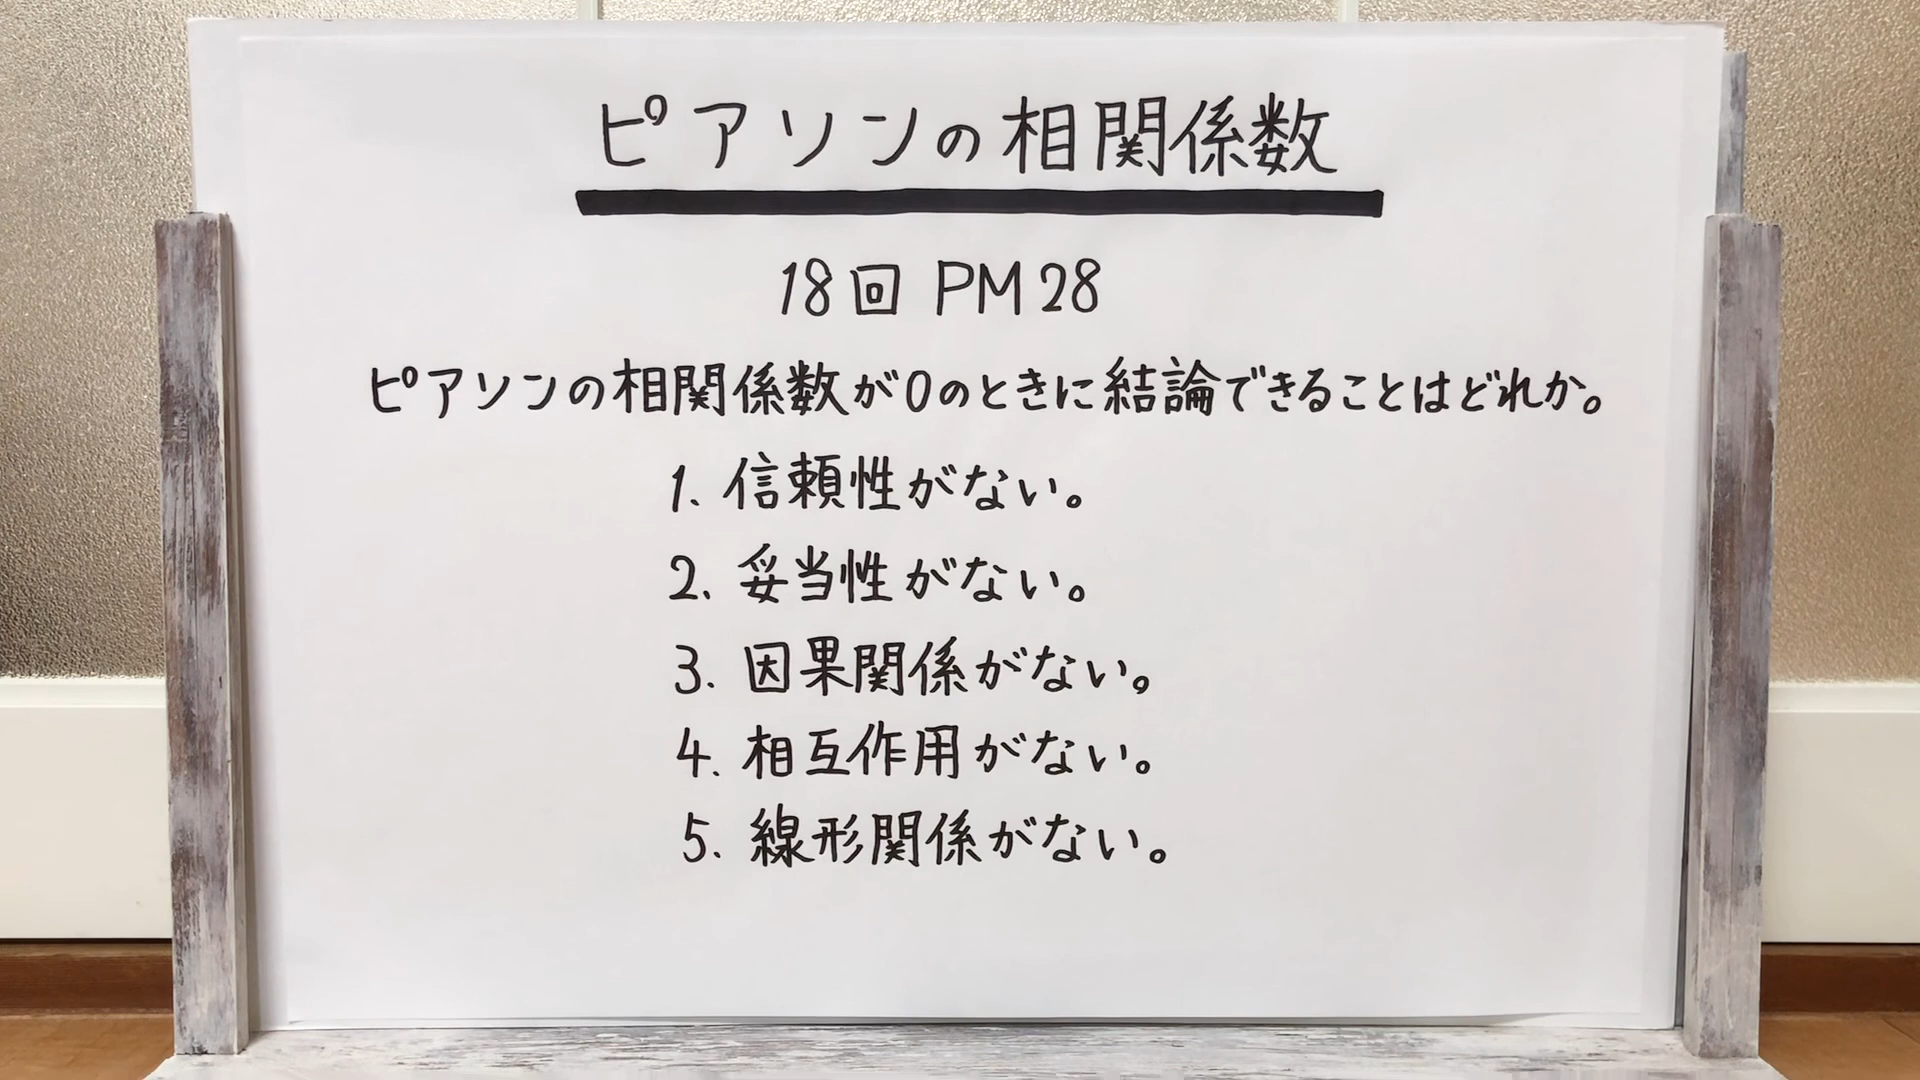 ピアソンの相関係数
18回 PM28
ピアソンの相関係数が0のときに結論できることはどれか。
1. 信頼性がない。
2. 妥当性がない。
3. 因果関係がない。
4. 相互作用がない。
5. 線形関係がない。